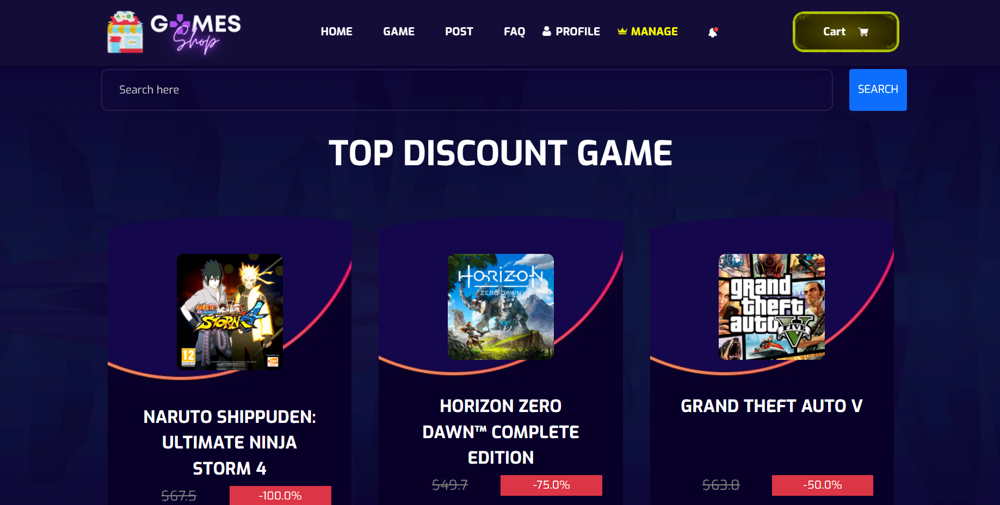 GAMES
Shop
HOME GAME POST FAQ PROFILE MANAGE
Cart
Search here
SEARCH
TOP DISCOUNT GAME
NARUTO
STORM 4
12
HORIZON
ZERO DAWN
grand
theft
auto
FIVE
NARUTO SHIPPUDEN:
ULTIMATE NINJA
STORM 4
$67.5 -100.0%
HORIZON ZERO
DAWN™ COMPLETE
EDITION
$49.7 -75.0%
GRAND THEFT AUTO V
$63.0 -50.0%